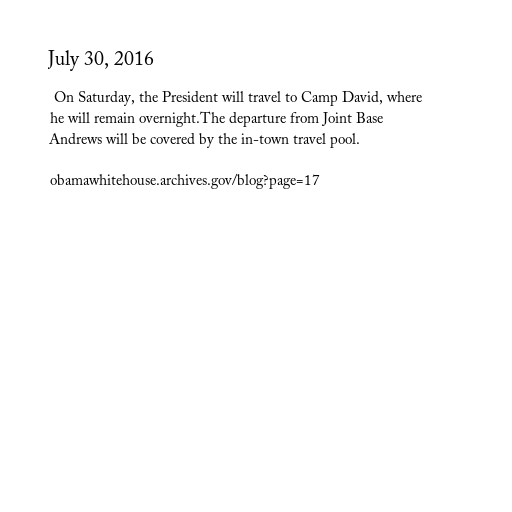 July 30, 2016
On Saturday, the President will travel to Camp David, where
he will remain overnight.The departure from Joint Base
Andrews will be covered by the in-town travel pool.
obamawhitehouse.archives.gov/blog?page=17